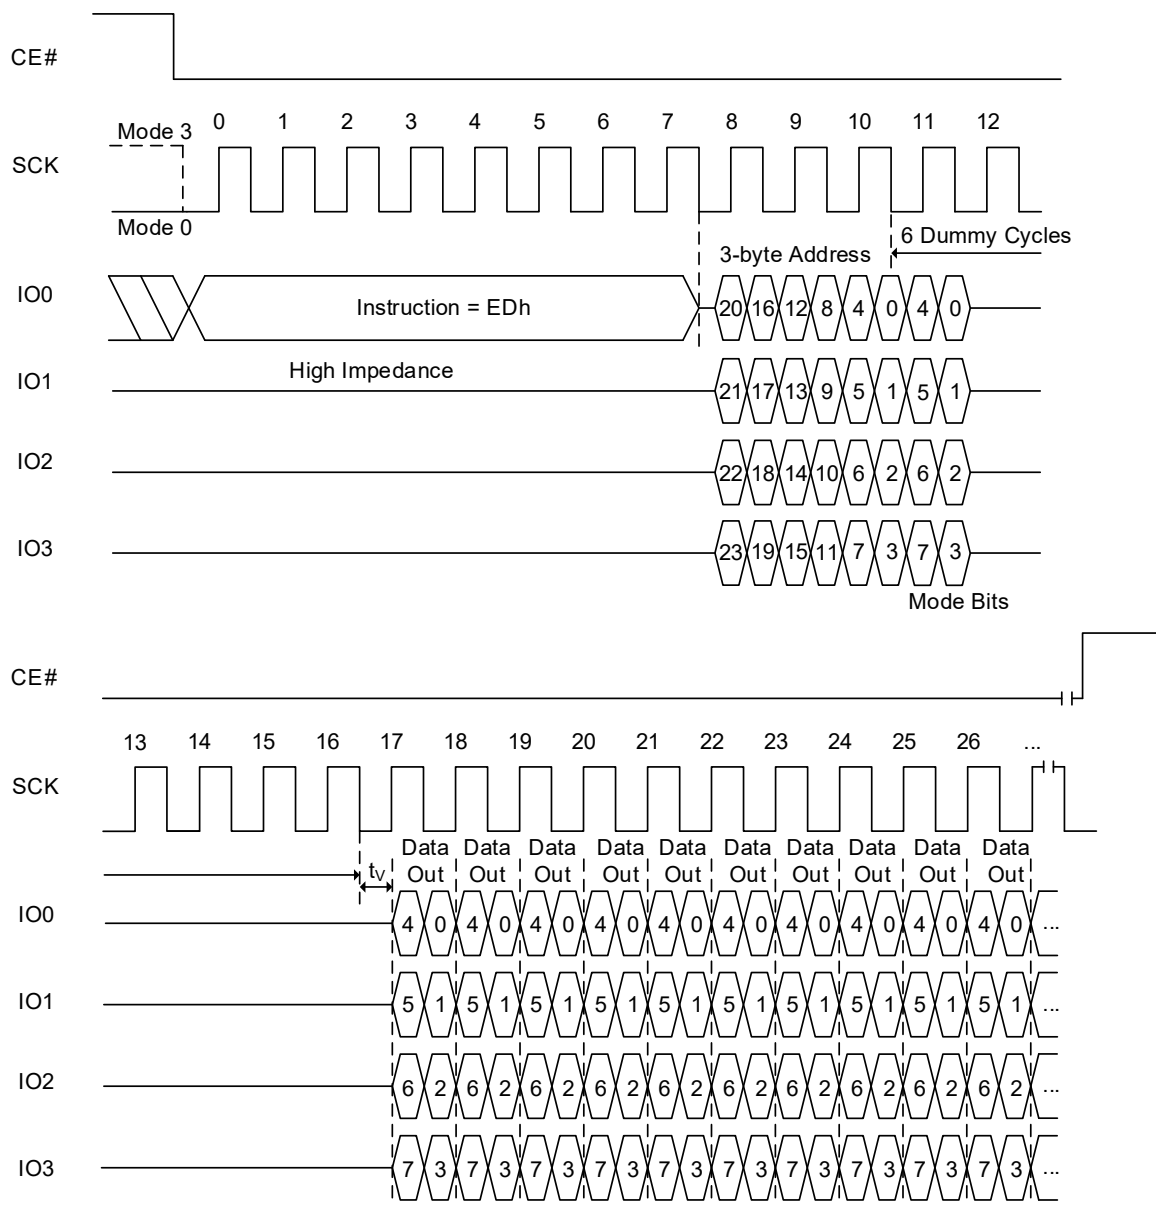 CE#
0 1 2 3 4 5 6 7 8 9 10 11 12
Mode 3
SCK
Mode 0
6 Dummy Cycles
3-byte Address
IO0
Instruction = EDh
20 16 12 8 4 0 4 0
High Impedance
IO1
21 17 13 9 5 1 5 1
IO2
22 18 14 10 6 2 6 2
IO3
23 19 15 11 7 3 7 3
Mode Bits
CE#
13 14 15 16 17 18 19 20 21 22 23 24 25 26 ...
SCK
Data Data Data Data Data Data Data Data Data Data
tV Out Out Out Out Out Out Out Out Out Out
IO0
4 0 4 0 4 0 4 0 4 0 4 0 4 0 4 0 4 0 4 0 ...
IO1
5 1 5 1 5 1 5 1 5 1 5 1 5 1 5 1 5 1 5 1 ...
IO2
6 2 6 2 6 2 6 2 6 2 6 2 6 2 6 2 6 2 6 2 ...
IO3
7 3 7 3 7 3 7 3 7 3 7 3 7 3 7 3 7 3 7 3 ...